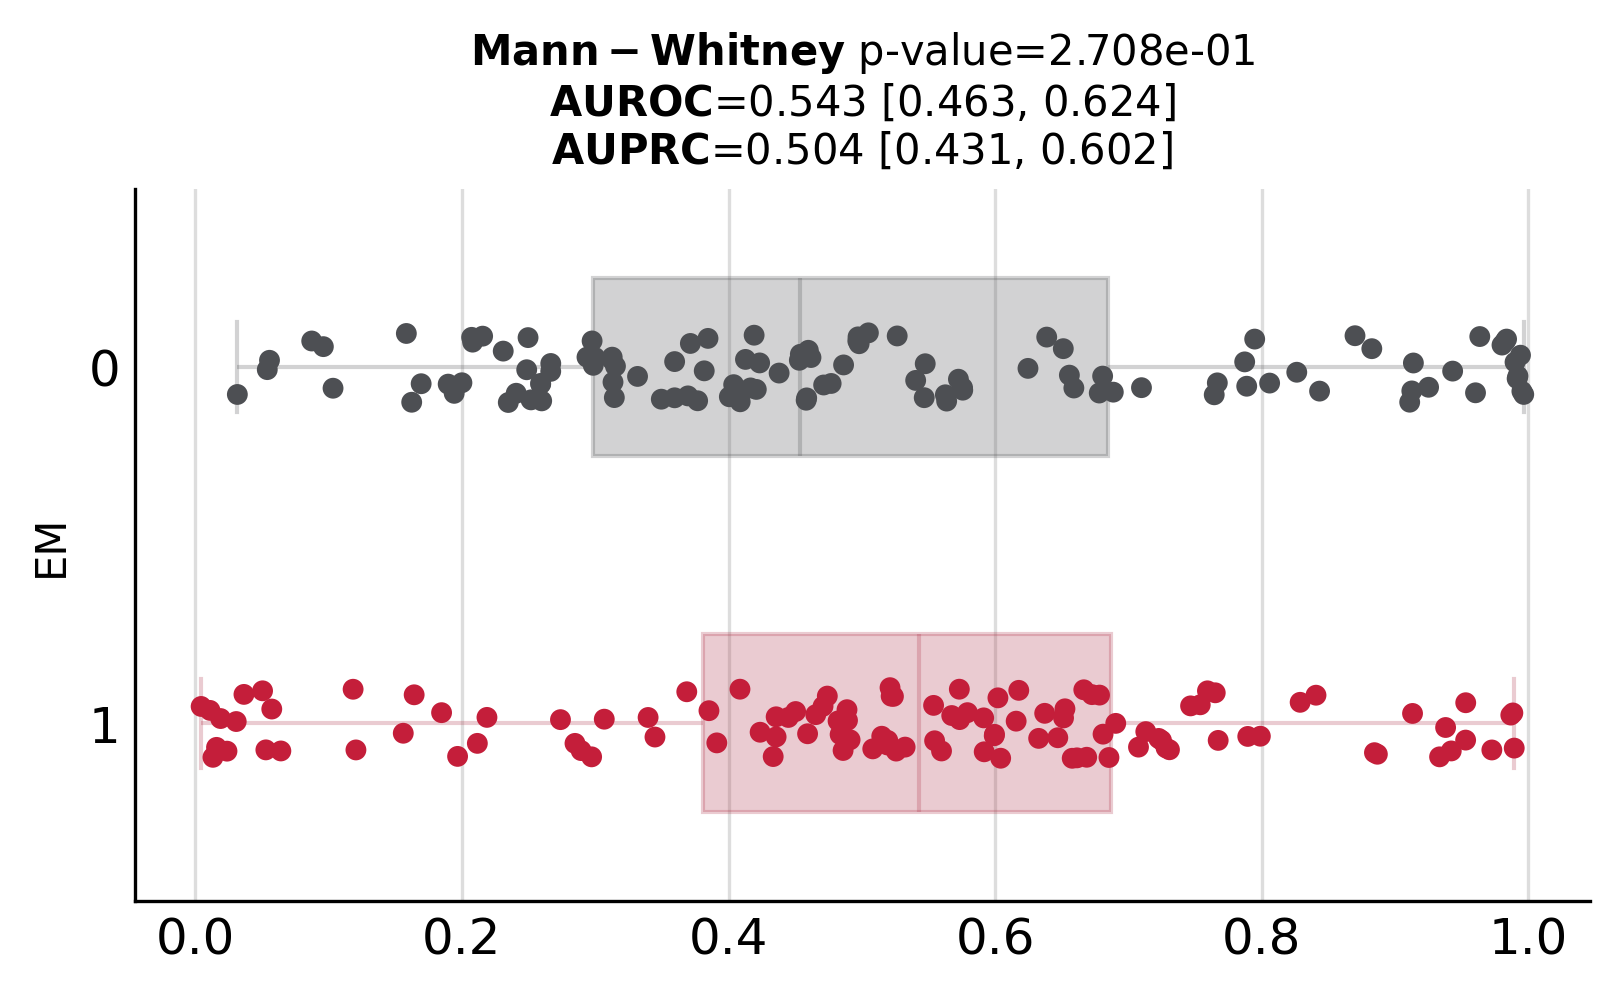 Mann − Whitney p-value=2.708e-01
AUROC=0.543 [0.463, 0.624]
AUPRC=0.504 [0.431, 0.602]
0
EM
1
0.0 0.2 0.4 0.6 0.8 1.0